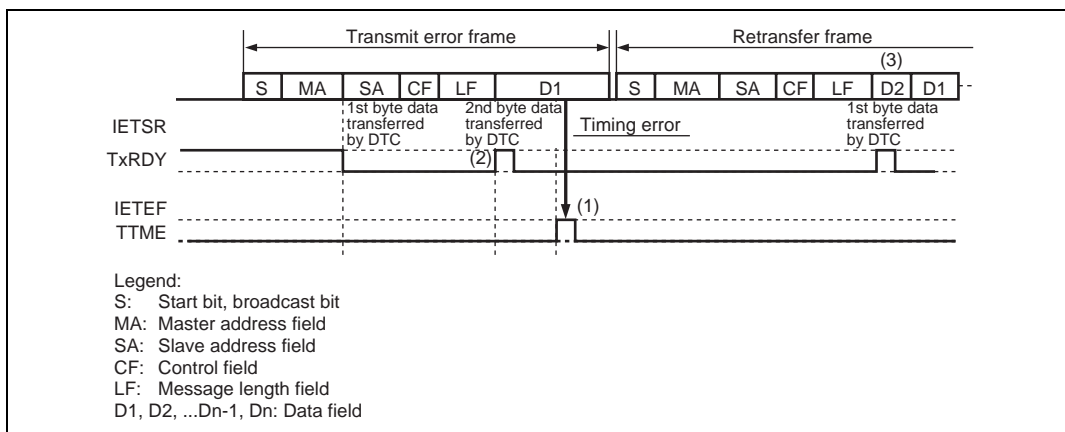 Transmit error frame Retransfer frame
(3)
S MA SA CF LF D1 S MA SA CF LF D2 D1
1st byte data transferred by DTC
2nd byte data transferred by DTC
Timing error
1st byte data transferred by DTC
IETSR
TxRDY
(2)
IETEF
TTME
(1)
Legend:
S: Start bit, broadcast bit
MA: Master address field
SA: Slave address field
CF: Control field
LF: Message length field
D1, D2, ...Dn-1, Dn: Data field